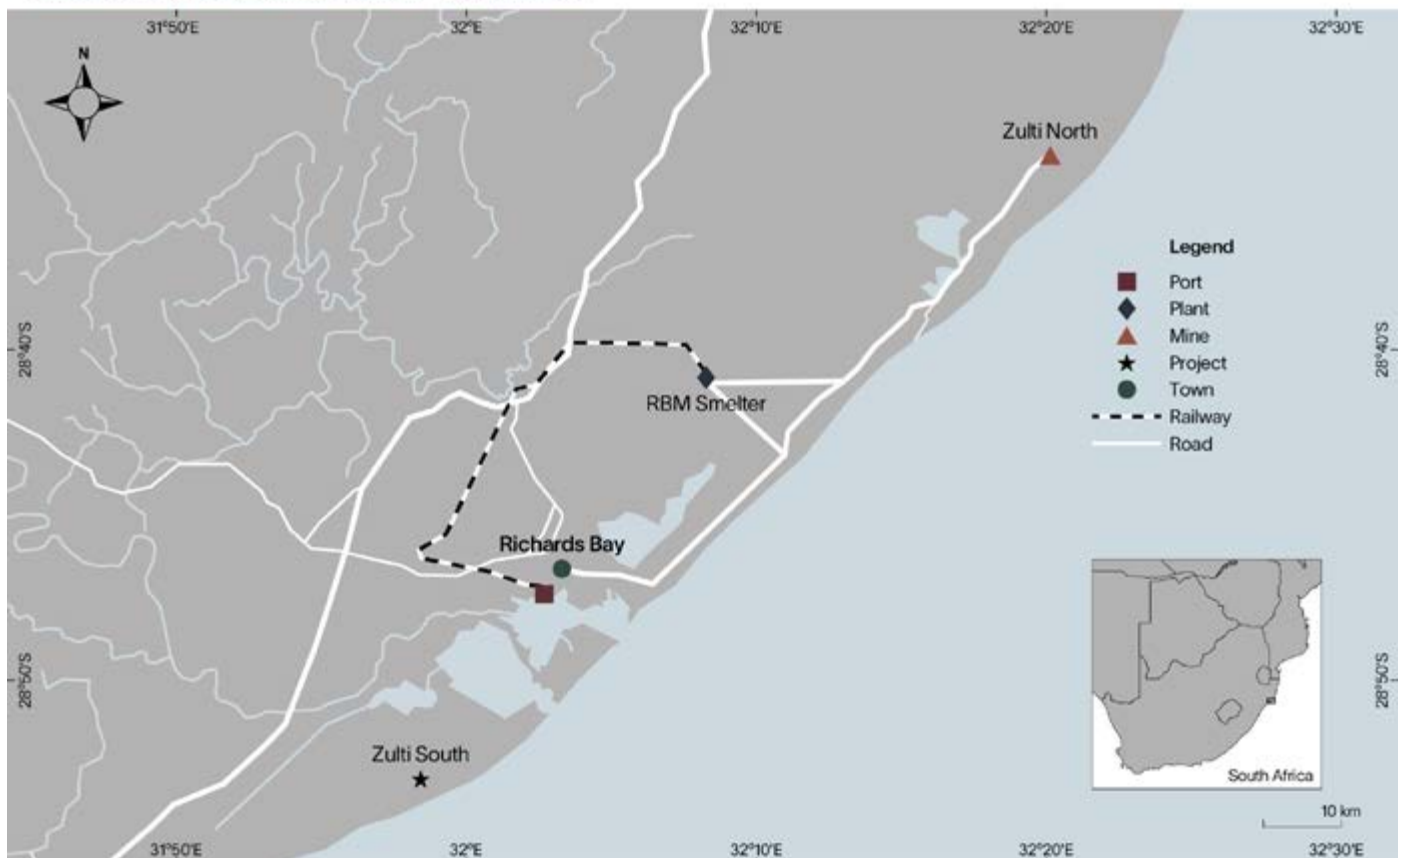 31°50'E 32°E 32°10'E 32°20'E 32°30'E
N
Zulti North
Legend
Port
Plant
Mine
Project
Town
Railway
Road
28°40'S 28°40'S
RBM Smelter
Richards Bay
28°50'S 28°50'S
Zulti South
South Africa
10 km
31°50'E 32°E 32°10'E 32°20'E 32°30'E